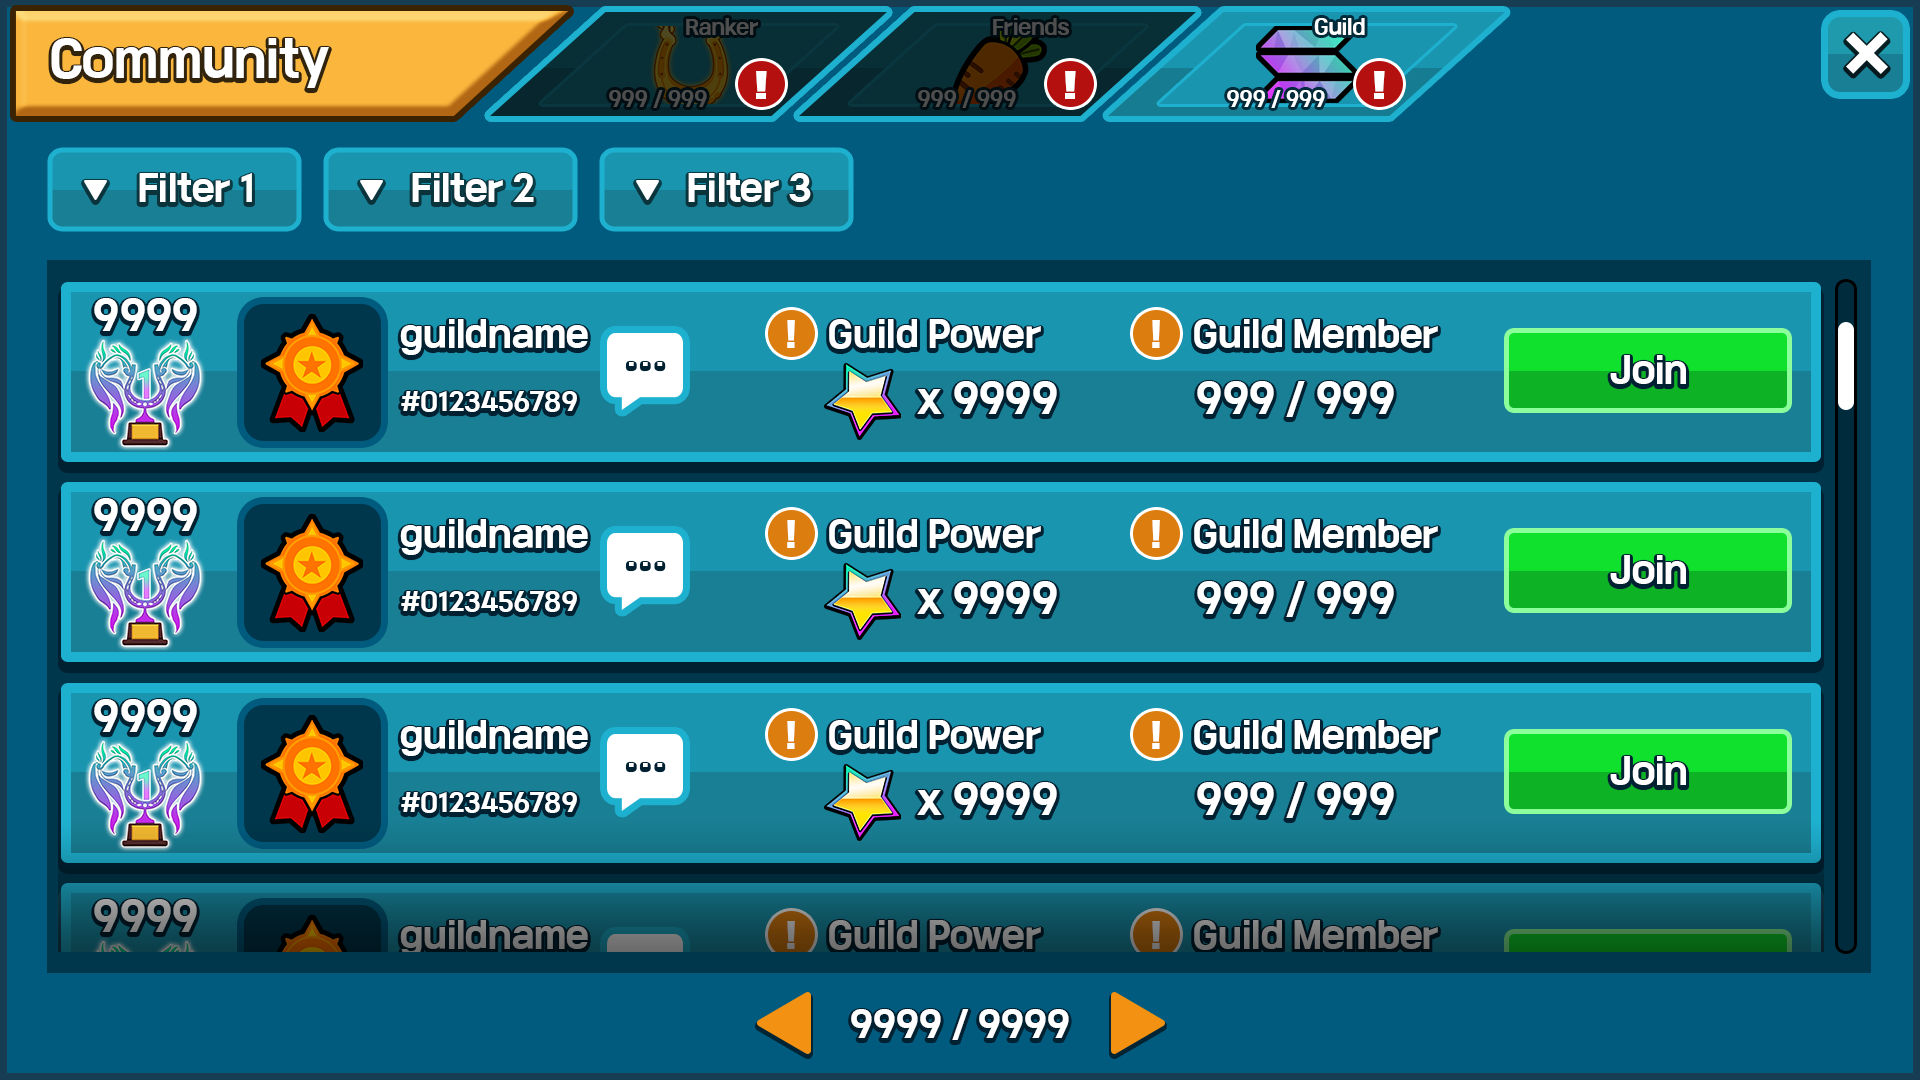 Community
Ranker
999 / 999
!
Friends
999 / 999
!
Guild
999 / 999
!
Filter 1
Filter 2
Filter 3
9999
1
guildname
#0123456789
! Guild Power
x 9999
! Guild Member
999 / 999
Join
9999
1
guildname
#0123456789
! Guild Power
x 9999
! Guild Member
999 / 999
Join
9999
1
guildname
#0123456789
! Guild Power
x 9999
! Guild Member
999 / 999
Join
9999
guildname
! Guild Power
! Guild Member
9999 / 9999